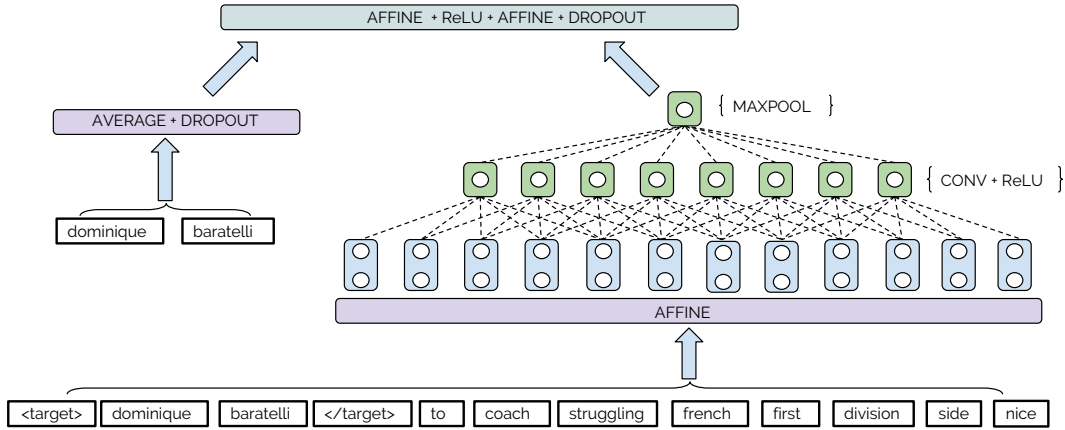 AFFINE + ReLU + AFFINE + DROPOUT
{ MAXPOOL }
AVERAGE + DROPOUT
{ CONV + ReLU }
dominique baratelli
AFFINE
<target> dominique baratelli </target> to coach struggling french first division side nice